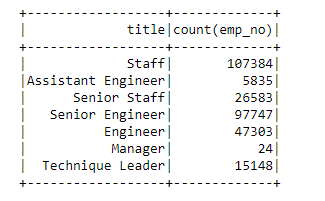 +------------------+-------------+
|             title|count(emp_no)|
+------------------+-------------+
|             Staff|       107384|
|Assistant Engineer|         5835|
|      Senior Staff|        26583|
|   Senior Engineer|        97747|
|          Engineer|        47303|
|           Manager|           24|
|  Technique Leader|        15148|
+------------------+-------------+